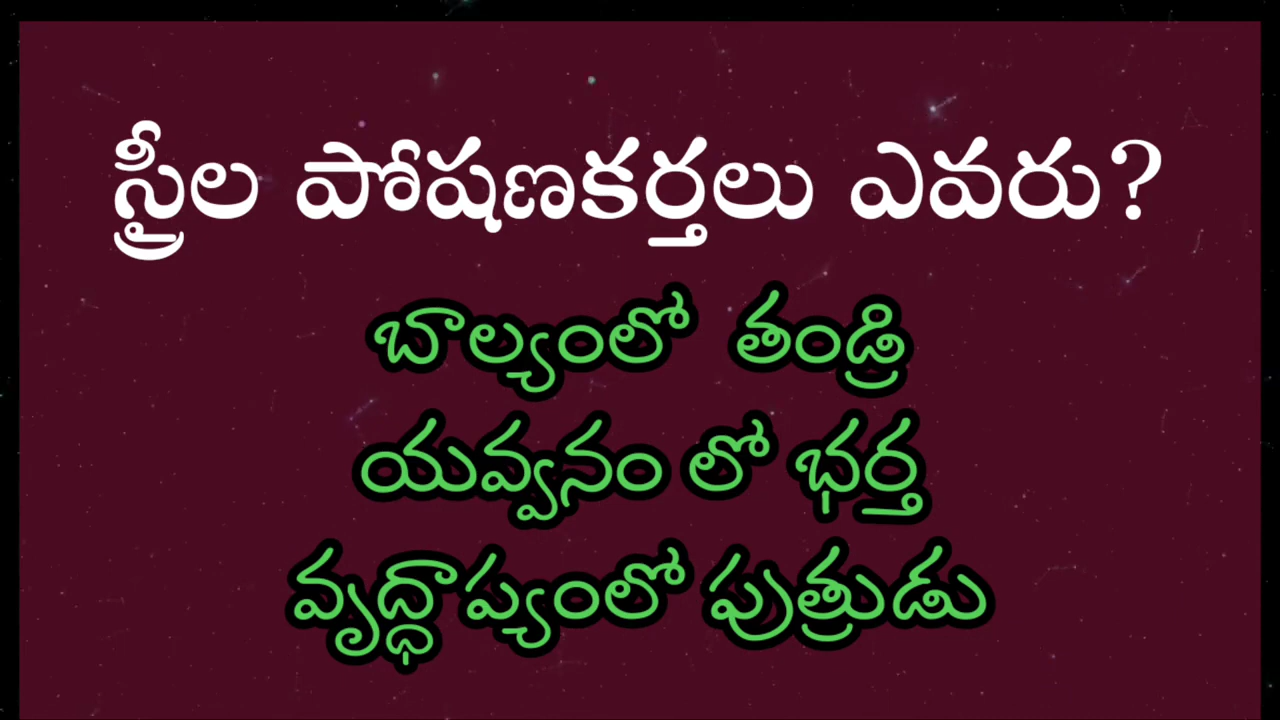 స్త్రీల పోషణకర్తలు ఎవరు?
బాల్యంలో తండ్రి
యవ్వనం లో భర్త
వృద్ధాప్యంలో పుత్రుడు